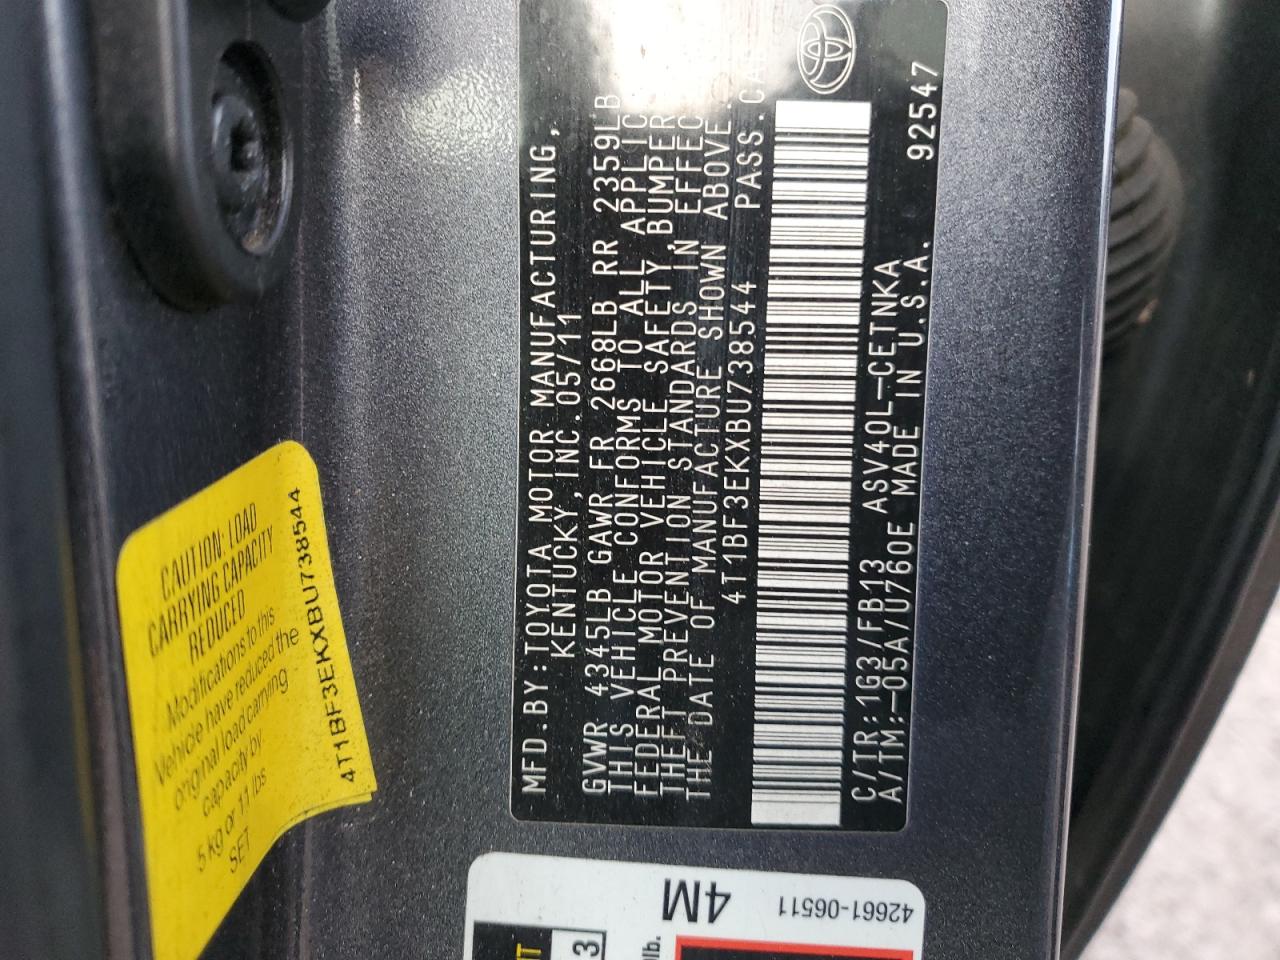 MFD.BY:TOYOTA MOTOR MANUFACTURING,
KENTUCKY, INC.05/11
GVWR 4345LB GAWR FR 2668LB RR 2359LB
THIS VEHICLE CONFORMS TO ALL APPLIC
FEDERAL MOTOR VEHICLE SAFETY,BUMPER
THEFT PREVENTION STANDARDS IN EFFEC
THE DATE OF MANUFACTURE SHOWN ABOVE.
4T1BF3EKXBU738544 PASS.CA
C/TR:1G3/FB13 ASV40L-CETNKA
A/TM:-05A/U760E MADE IN U.S.A. 92547
CAUTION: LOAD
CARRYING CAPACITY
REDUCED
Modifications to this
Vehicle have reduced the
original load carrying
capacity by
5 kg or 11 lbs
SET
4T1BF3EKXBU738544
4M
42661-06511
3
lb.